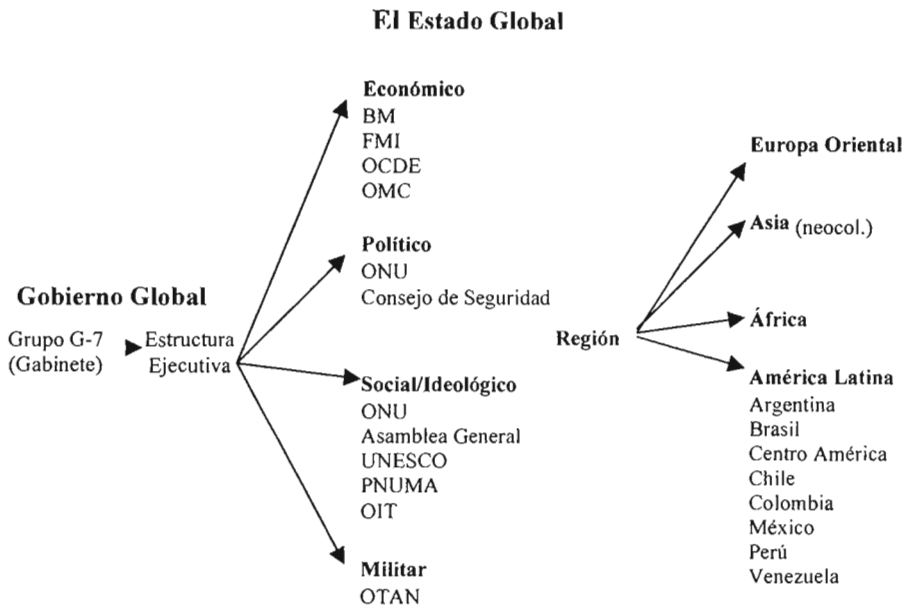 El Estado Global
Económico
BM
FMI
OCDE
OMC
Político
ONU
Consejo de Seguridad
Gobierno Global
Grupo G-7
(Gabinete)
Estructura
Ejecutiva
Social/Ideológico
ONU
Asamblea General
UNESCO
PNUMA
OIT
Militar
OTAN
Región
Europa Oriental
Asia (neocol.)
África
América Latina
Argentina
Brasil
Centro América
Chile
Colombia
México
Perú
Venezuela